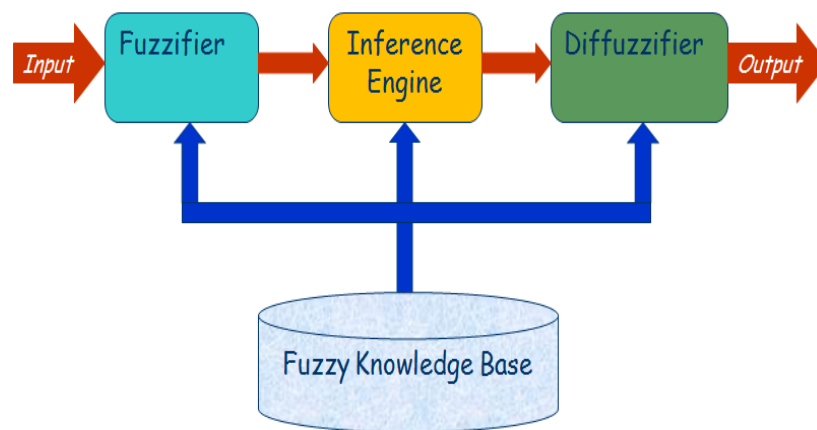 Input
Fuzzifier
Inference
Engine
Diffuzzifier
Output
Fuzzy Knowledge Base